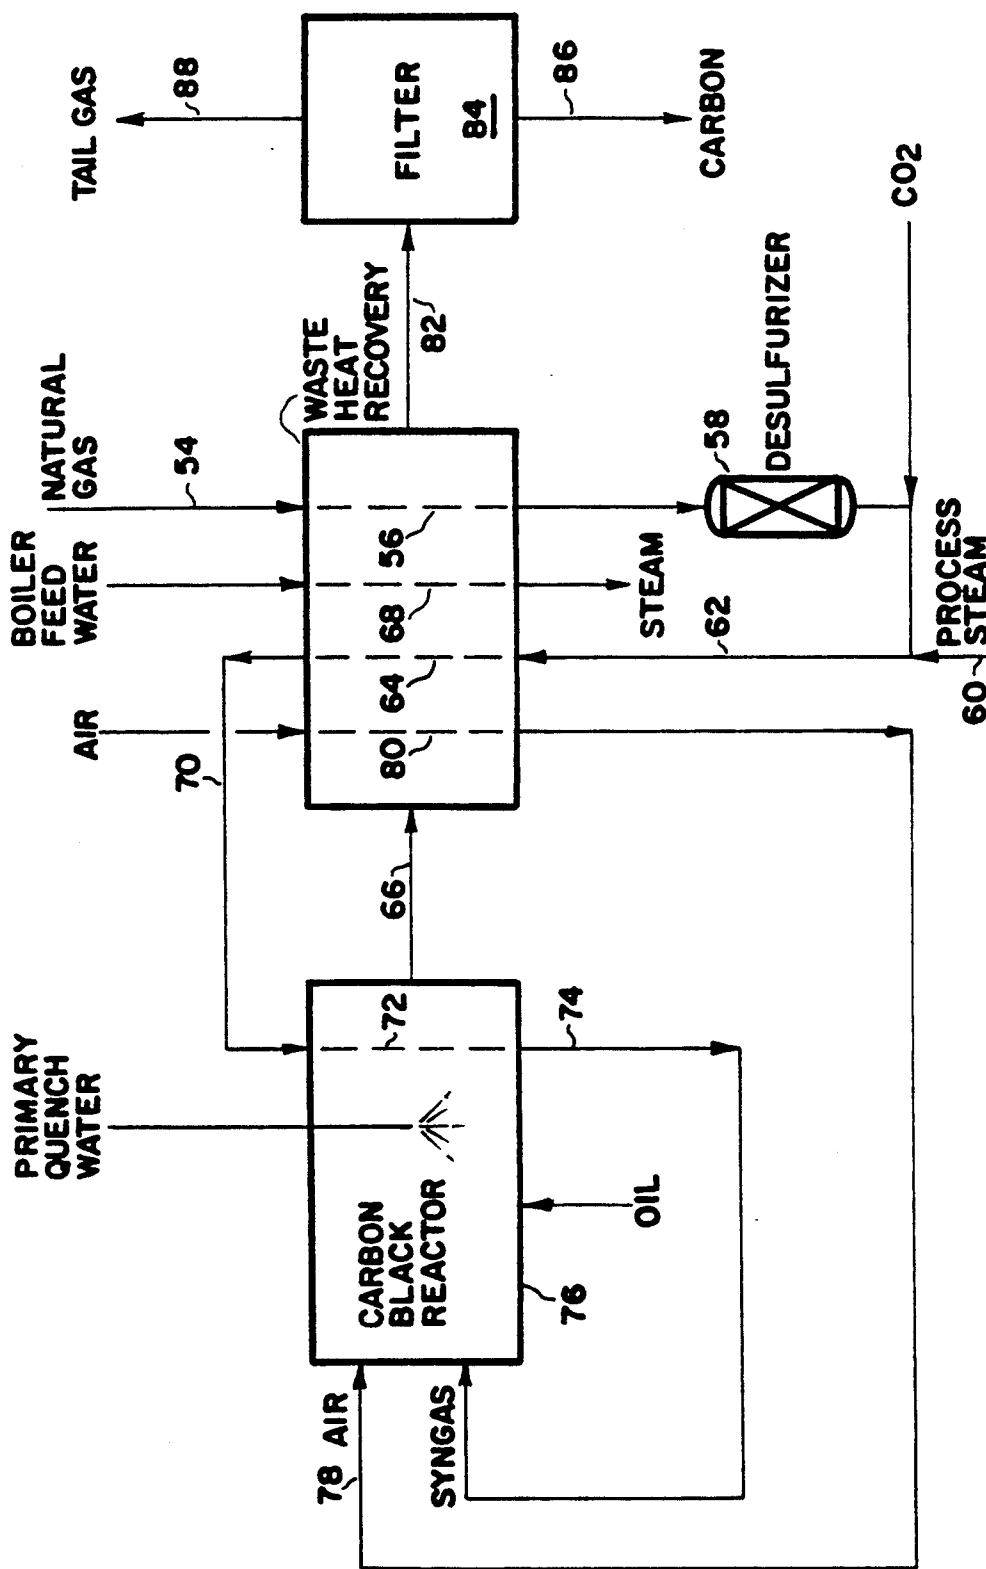 PRIMARY
QUENCH
WATER
70
AIR
BOILER
FEED
WATER
NATURAL
GAS
54
WASTE
HEAT
RECOVERY
TAIL GAS
88
78 AIR
SYNGAS
CARBON
BLACK
REACTOR
72
66
80
64
68
56
82
FILTER
84
76
OIL
74
STEAM
62
58
DESULFURIZER
86
CARBON
60
PROCESS
STEAM
CO2